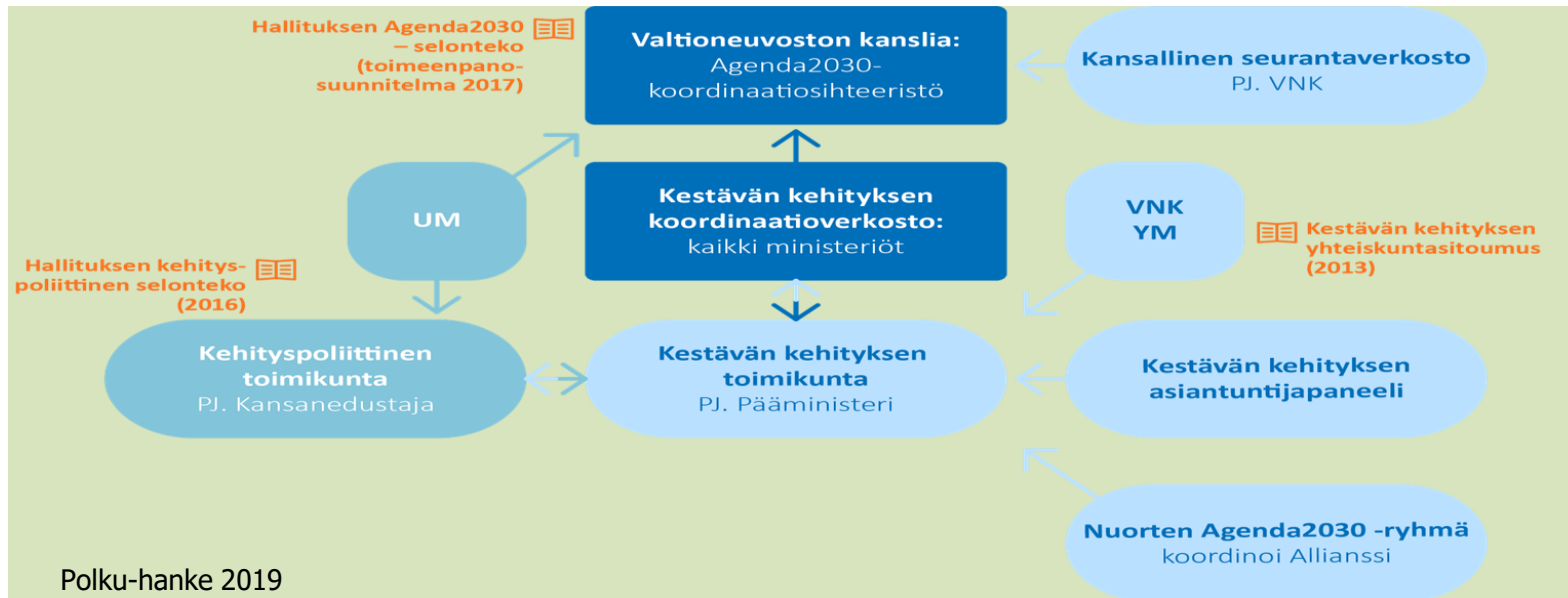 Hallituksen Agenda2030
– selonteko
(toimeenpano-
suunnitelma 2017)
Valtioneuvoston kanslia:
Agenda2030-
koordinaatiosihteeristö
Kansallinen seurantaverkosto
PJ. VNK
UM
Kestävän kehityksen
koordinaatioverkosto:
kaikki ministeriöt
VNK
YM
Kestävän kehityksen
yhteiskuntasitoumus
(2013)
Hallituksen kehitys-
poliittinen selonteko
(2016)
Kehityspoliittinen
toimikunta
PJ. Kansanedustaja
Kestävän kehityksen
toimikunta
PJ. Pääministeri
Kestävän kehityksen
asiantuntijapaneeli
Nuorten Agenda2030 -ryhmä
koordinoi Allianssi
Polku-hanke 2019